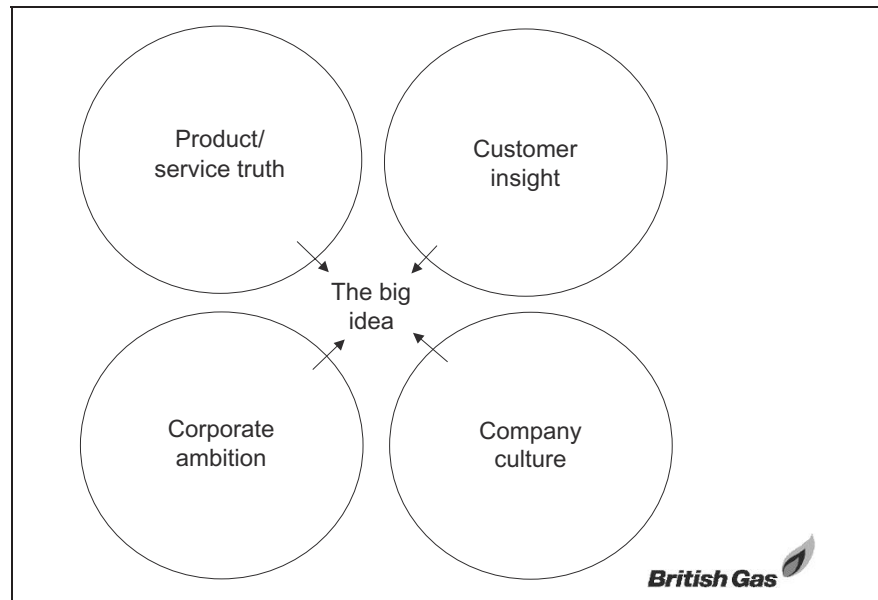 Product/
service truth
Customer
insight
The big
idea
Corporate
ambition
Company
culture
British Gas